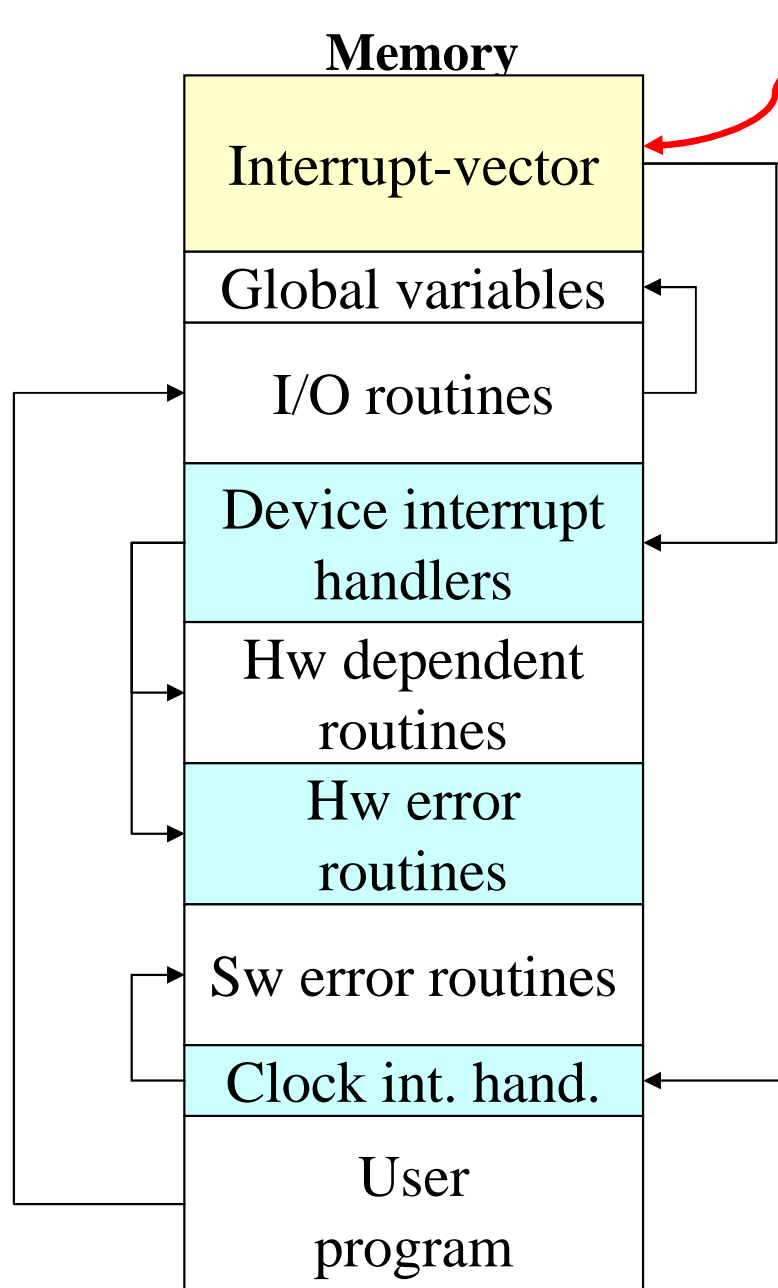 Memory
Interrupt-vector
Global variables
I/O routines
Device interrupt
handlers
Hw dependent
routines
Hw error
routines
Sw error routines
Clock int. hand.
User
program